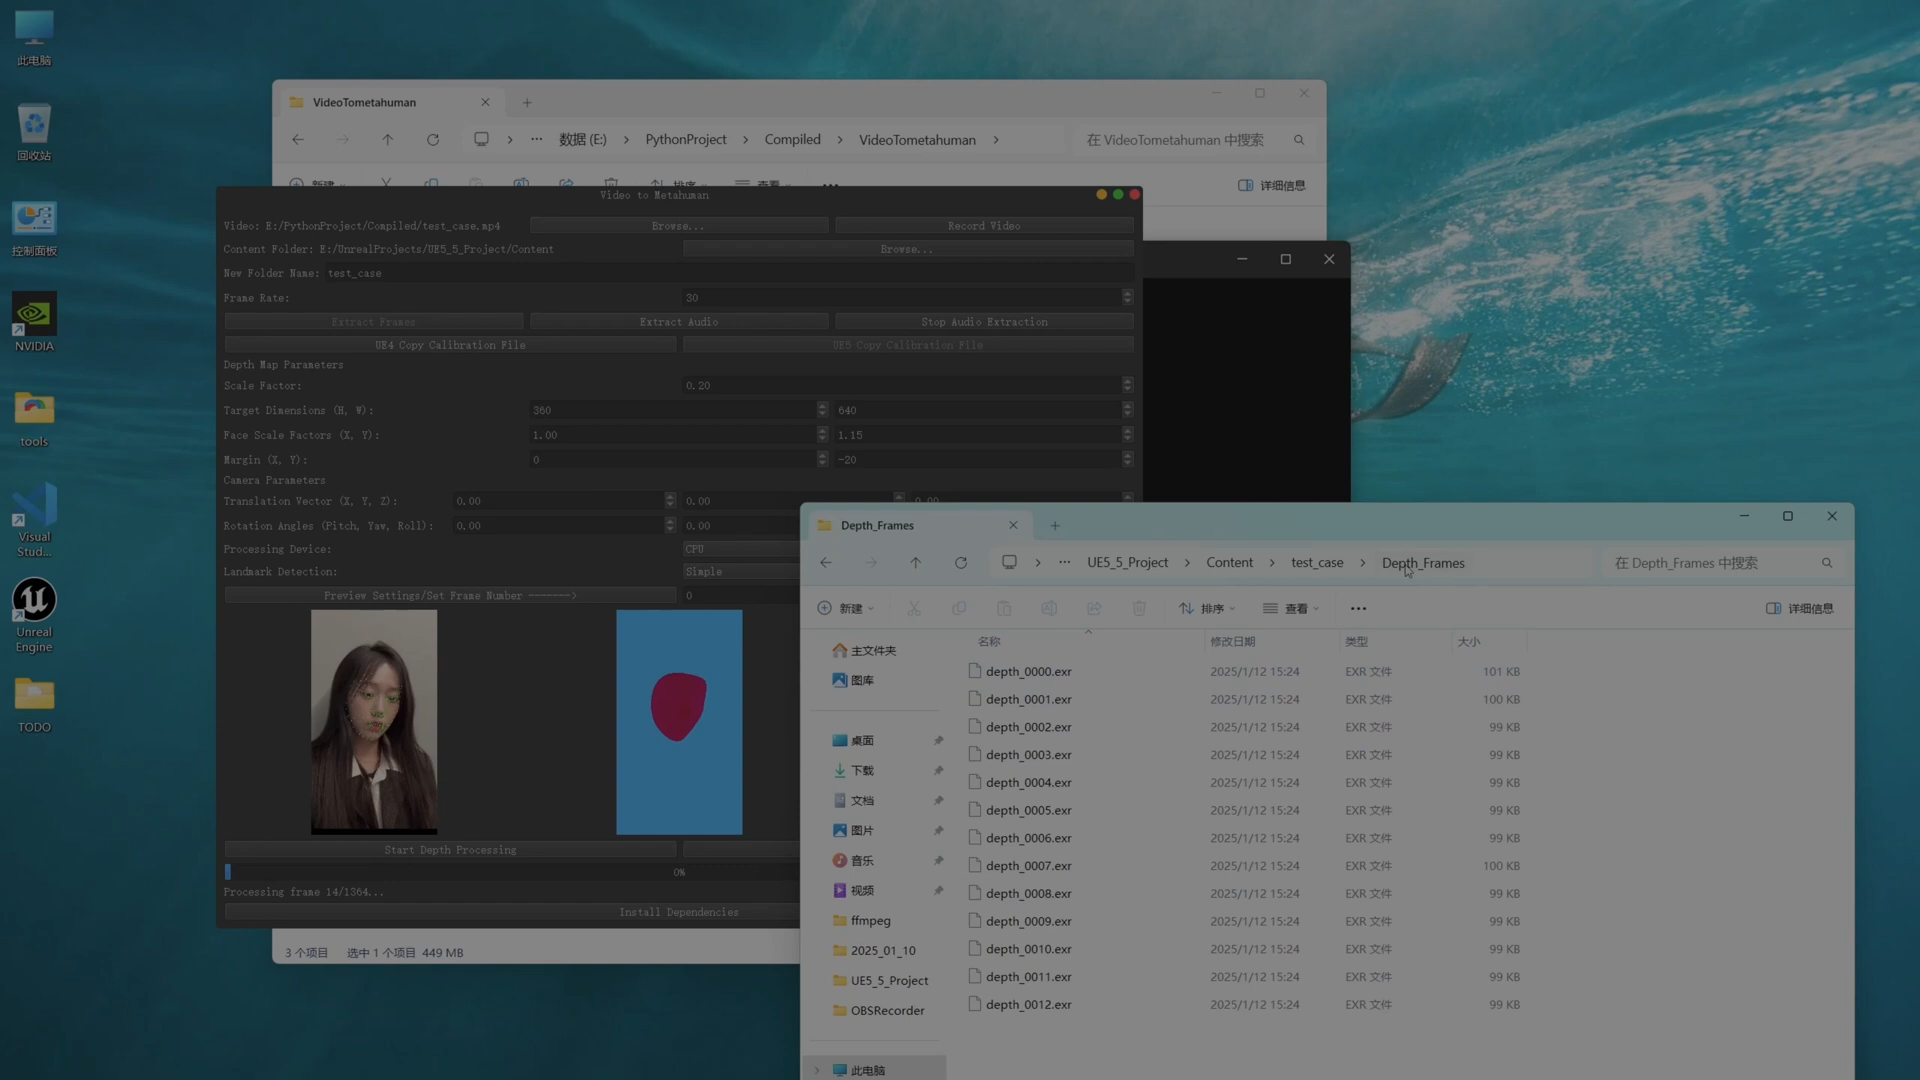 此电脑
回收站
控制面板
NVIDIA
tools
Visual
Stud...
Unreal
Engine
TODO
VideoTometahuman
数据 (E:) PythonProject Compiled VideoTometahuman
在 VideoTometahuman 中搜索
新建 排序 查看
详细信息
Video to Metahuman
Video: E:/PythonProject/Compiled/test_case.mp4 Browse... Record Video
Content Folder: E:/UnrealProjects/UE5_5_Project/Content Browse...
New Folder Name: test_case
Frame Rate: 30
Extract Frames Extract Audio Stop Audio Extraction
UE4 Copy Calibration File UE5 Copy Calibration File
Depth Map Parameters
Scale Factor: 0.20
Target Dimensions (H, W): 360 640
Face Scale Factors (X, Y): 1.00 1.15
Margin (X, Y): 0 -20
Camera Parameters
Translation Vector (X, Y, Z): 0.00 0.00 0.00
Rotation Angles (Pitch, Yaw, Roll): 0.00 0.00
Processing Device: CPU
Landmark Detection: Simple
Preview Settings/Set Frame Number ------> 0
Start Depth Processing
0%
Processing frame 14/1364...
Install Dependencies
3 个项目 选中 1 个项目 449 MB
Depth_Frames
UE5_5_Project Content test_case Depth_Frames
在 Depth_Frames 中搜索
新建 排序 查看
详细信息
主文件夹
图库
桌面
下载
文档
图片
音乐
视频
ffmpeg
2025_01_10
UE5_5_Project
OBSRecorder
此电脑
名称 修改日期 类型 大小
depth_0000.exr 2025/1/12 15:24 EXR 文件 101 KB
depth_0001.exr 2025/1/12 15:24 EXR 文件 100 KB
depth_0002.exr 2025/1/12 15:24 EXR 文件 99 KB
depth_0003.exr 2025/1/12 15:24 EXR 文件 99 KB
depth_0004.exr 2025/1/12 15:24 EXR 文件 99 KB
depth_0005.exr 2025/1/12 15:24 EXR 文件 99 KB
depth_0006.exr 2025/1/12 15:24 EXR 文件 99 KB
depth_0007.exr 2025/1/12 15:24 EXR 文件 100 KB
depth_0008.exr 2025/1/12 15:24 EXR 文件 99 KB
depth_0009.exr 2025/1/12 15:24 EXR 文件 99 KB
depth_0010.exr 2025/1/12 15:24 EXR 文件 99 KB
depth_0011.exr 2025/1/12 15:24 EXR 文件 99 KB
depth_0012.exr 2025/1/12 15:24 EXR 文件 99 KB